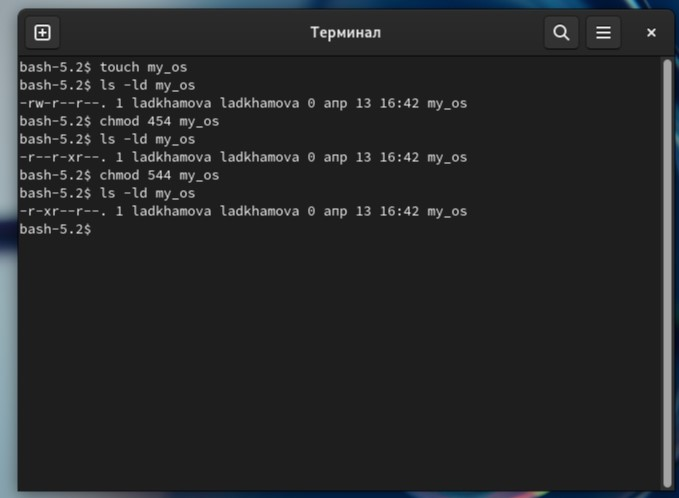 Терминал
bash-5.2$ touch my_os
bash-5.2$ ls -ld my_os
-rw-r--r--. 1 ladkhamova ladkhamova 0 апр 13 16:42 my_os
bash-5.2$ chmod 454 my_os
bash-5.2$ ls -ld my_os
-r--r-xr--. 1 ladkhamova ladkhamova 0 апр 13 16:42 my_os
bash-5.2$ chmod 544 my_os
bash-5.2$ ls -ld my_os
-r-xr--r--. 1 ladkhamova ladkhamova 0 апр 13 16:42 my_os
bash-5.2$